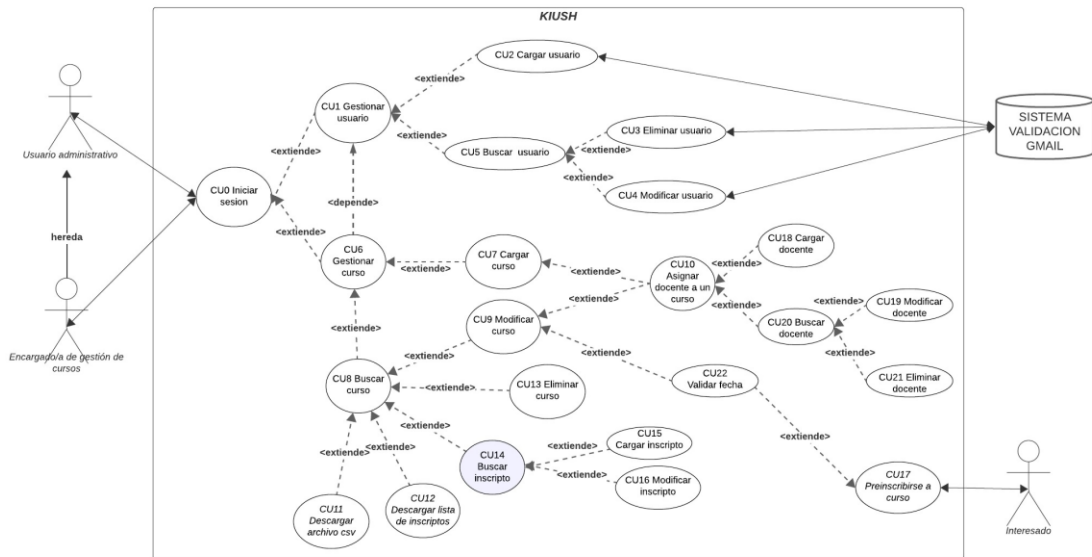 KIUSH
CU2 Cargar usuario
<extiende>
CU1 Gestionar
usuario
<extiende>
CU3 Eliminar usuario
<extiende>
CU5 Buscar usuario
<extiende>
CU4 Modificar usuario
SISTEMA
VALIDACION
GMAIL
Usuario administrativo
<extiende>
CU0 Iniciar
sesion
<depende>
<extiende>
hereda
CU6
Gestionar
curso
<extiende>
CU7 Cargar
curso
<extiende>
CU10
Asignar
docente a un
curso
<extiende>
CU18 Cargar
docente
<extiende>
CU20 Buscar
docente
<extiende>
CU19 Modificar
docente
<extiende>
CU21 Eliminar
docente
<extiende>
CU9 Modificar
curso
<extiende>
Encargado/a de gestión de
cursos
<extiende>
<extiende>
CU8 Buscar
curso
<extiende>
CU13 Eliminar
curso
CU22
Validar fecha
<extiende>
<extiende>
CU14
Buscar
inscripto
<extiende>
CU15
Cargar inscripto
<extiende>
CU16 Modificar
inscripto
<extiende>
CU11
Descargar
archivo csv
<extiende>
CU12
Descargar lista
de inscriptos
CU17
Preinscribirse a
curso
Interesado